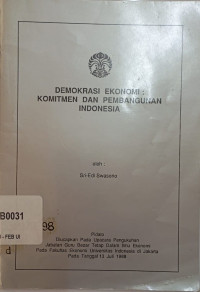 DEMOKRASI EKONOMI:
KOMITMEN DAN PEMBANGUNAN
INDONESIA
oleh :
Sri-Edi Swasono
B0031
- FEB UI
98
d
Pidato
Diucapkan Pada Upacara Pengukuhan
Jabatan Guru Besar Tetap Dalam Ilmu Ekonomi
Pada Fakultas Ekonomi Universitas Indonesia di Jakarta
Pada Tanggal 13 Juli 1988